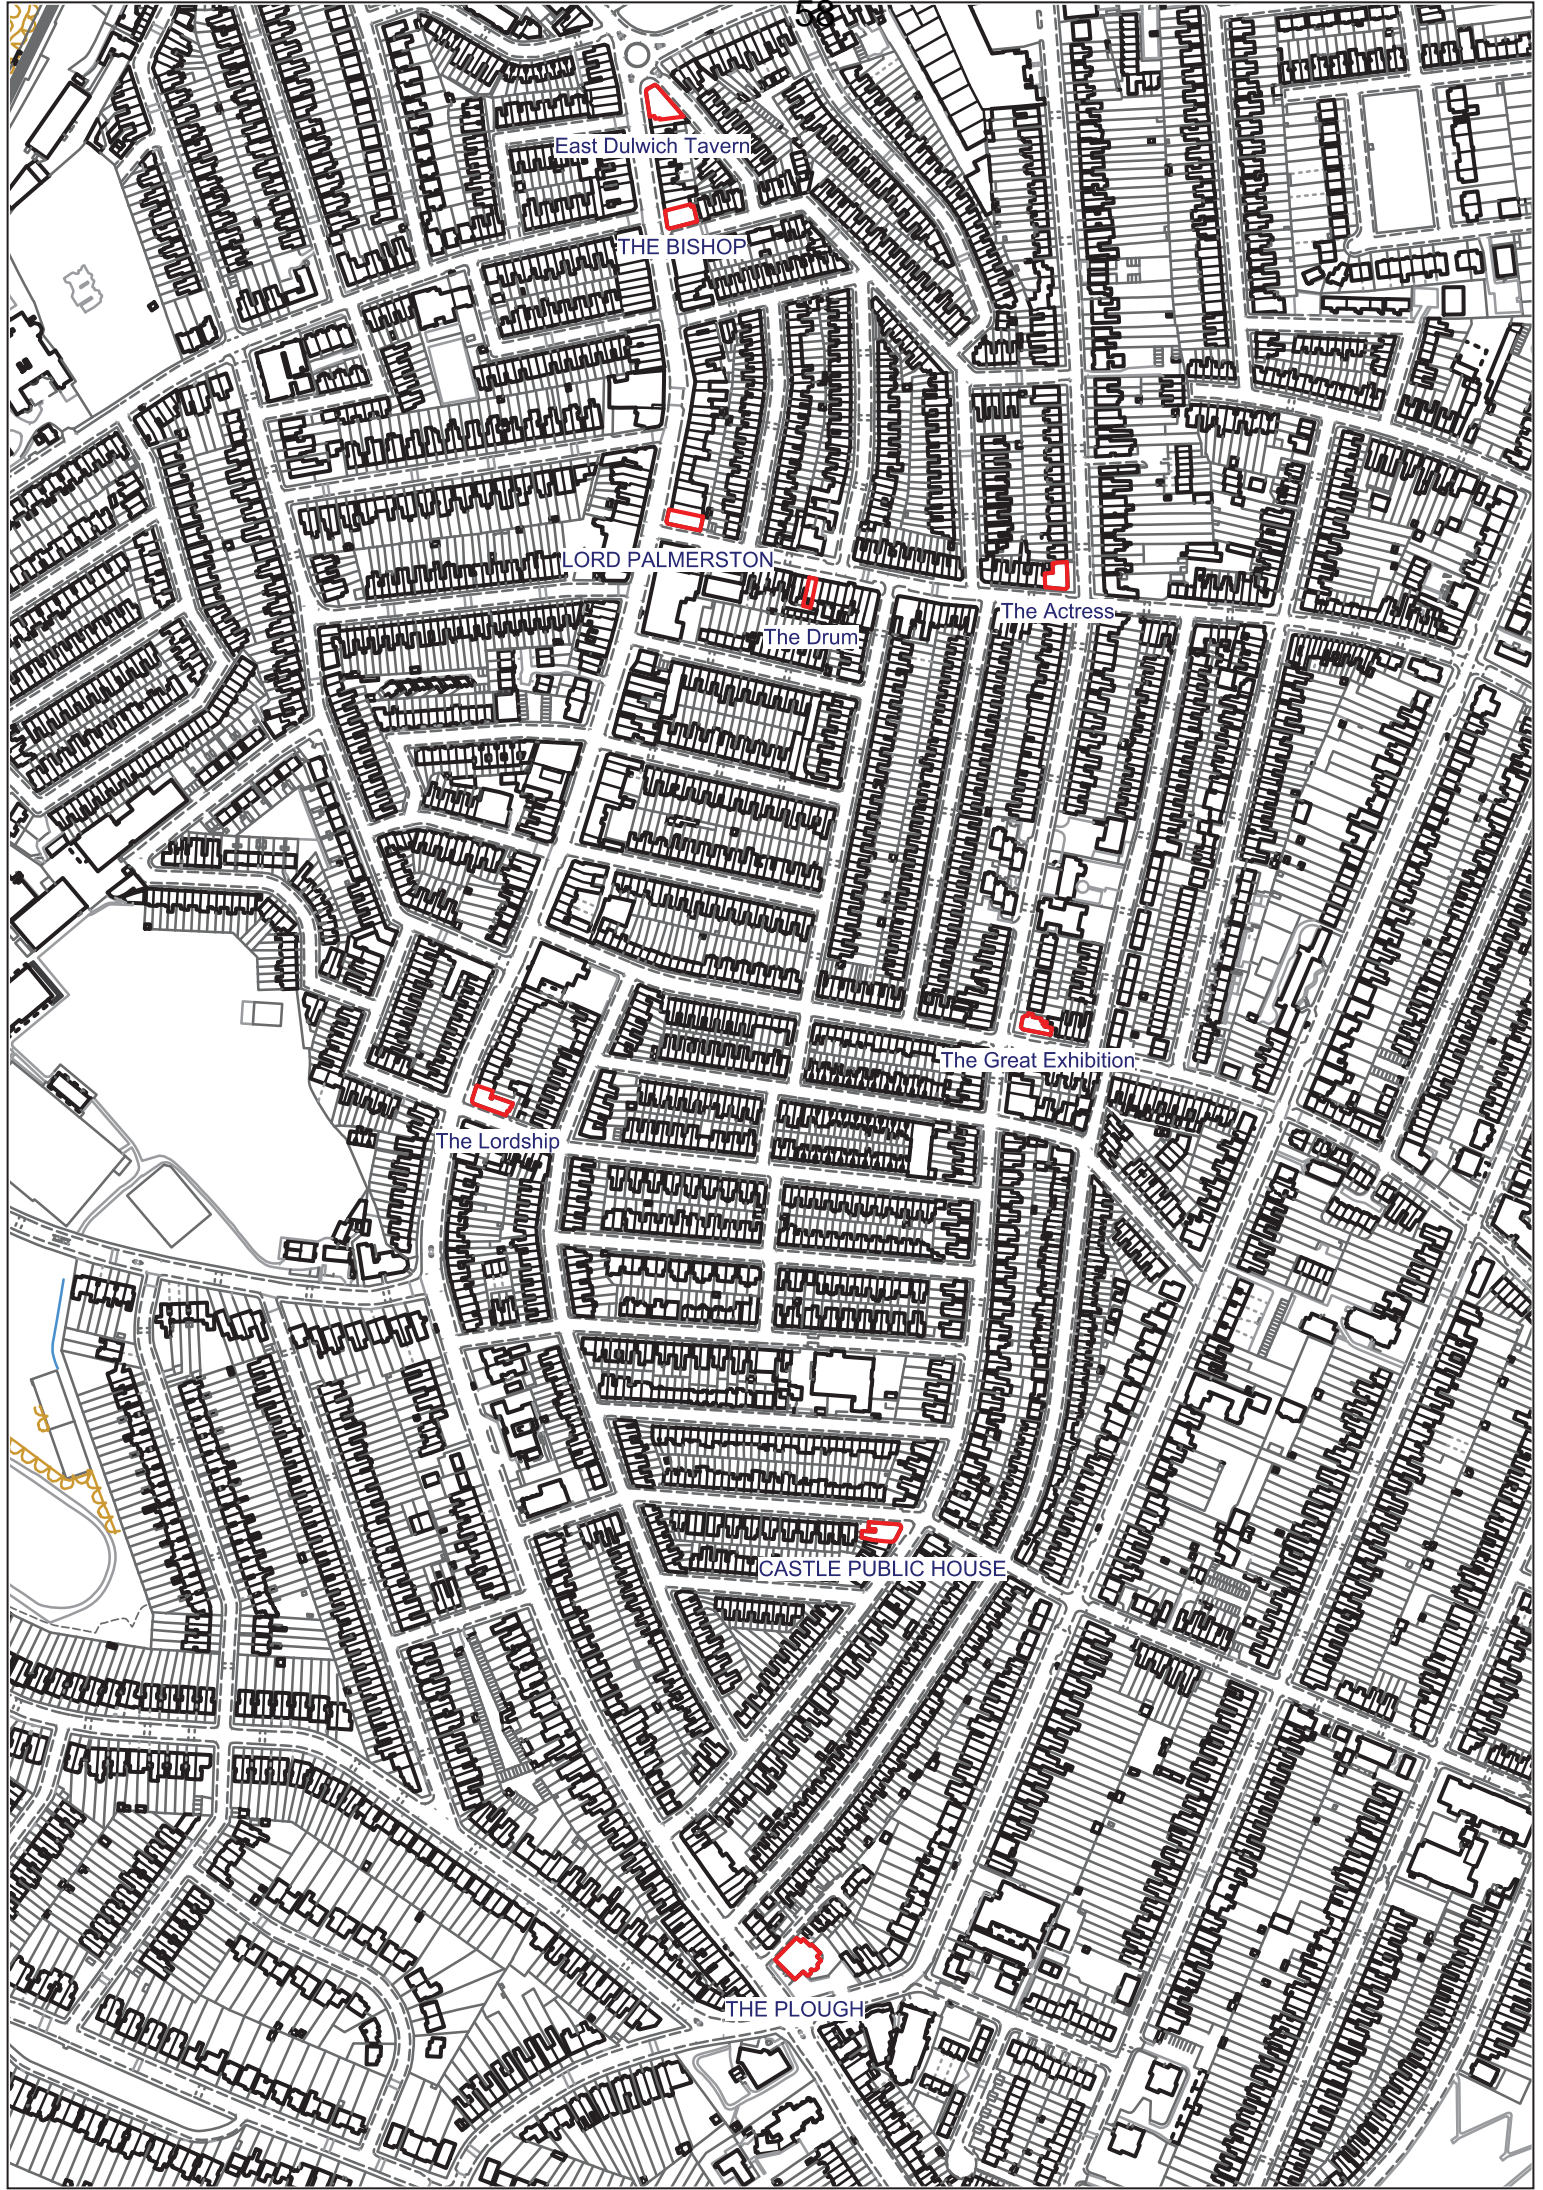 58
East Dulwich Tavern
THE BISHOP
LORD PALMERSTON
The Actress
The Drum
The Great Exhibition
The Lordship
CASTLE PUBLIC HOUSE
THE PLOUGH